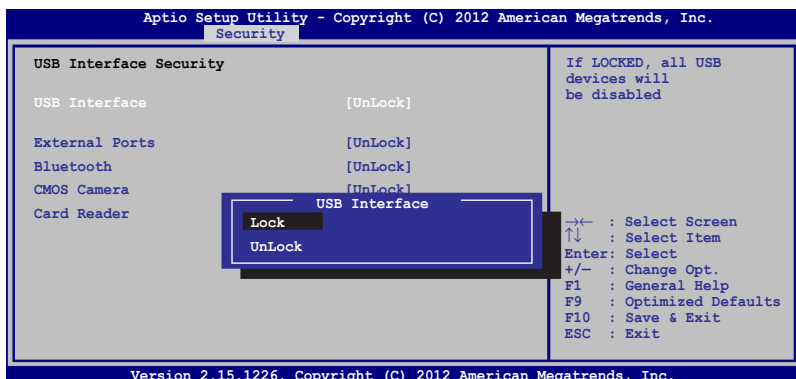 Aptio Setup Utility - Copyright (C) 2012 American Megatrends, Inc.
Security
USB Interface Security
USB Interface [UnLock]
External Ports [UnLock]
Bluetooth [UnLock]
CMOS Camera [UnLock]
Card Reader
USB Interface
Lock
UnLock
If LOCKED, all USB
devices will
be disabled
→← : Select Screen
↑↓ : Select Item
Enter: Select
+/— : Change Opt.
F1 : General Help
F9 : Optimized Defaults
F10 : Save & Exit
ESC : Exit
Version 2.15.1226. Copyright (C) 2012 American Megatrends, Inc.